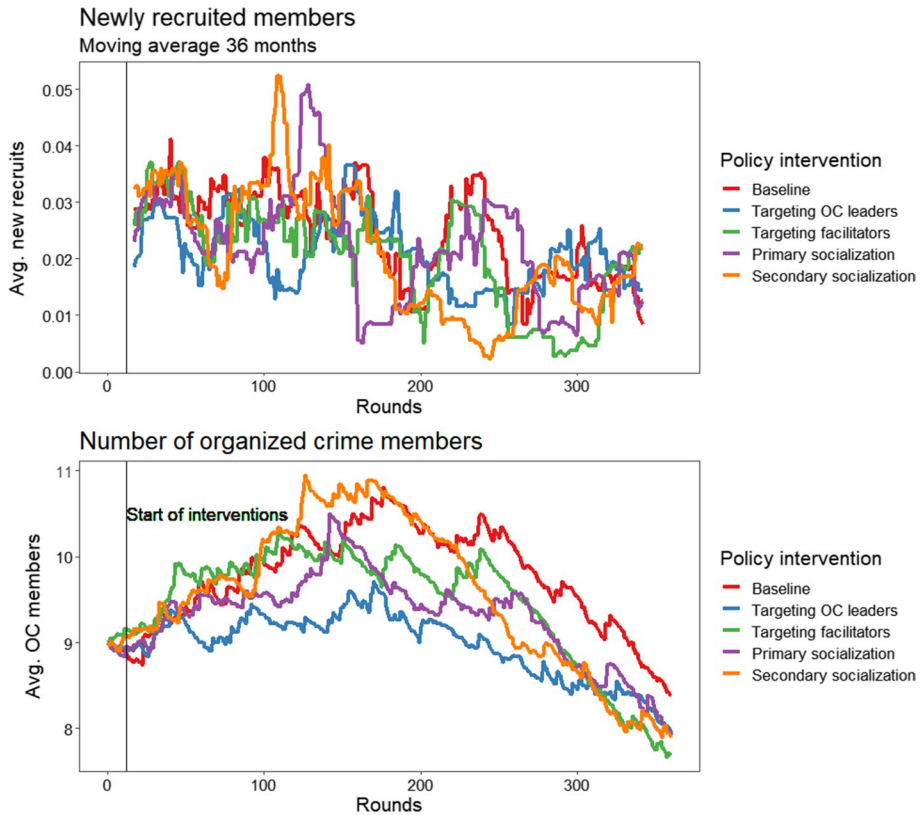 Newly recruited members
Moving average 36 months
Avg. new recruits
0.05
0.04
0.03
0.02
0.01
0.00
0
100
200
300
Rounds
Policy intervention
Baseline
Targeting OC leaders
Targeting facilitators
Primary socialization
Secondary socialization
Number of organized crime members
Start of interventions
Avg. OC members
11
10
9
8
0
100
200
300
Rounds
Policy intervention
Baseline
Targeting OC leaders
Targeting facilitators
Primary socialization
Secondary socialization